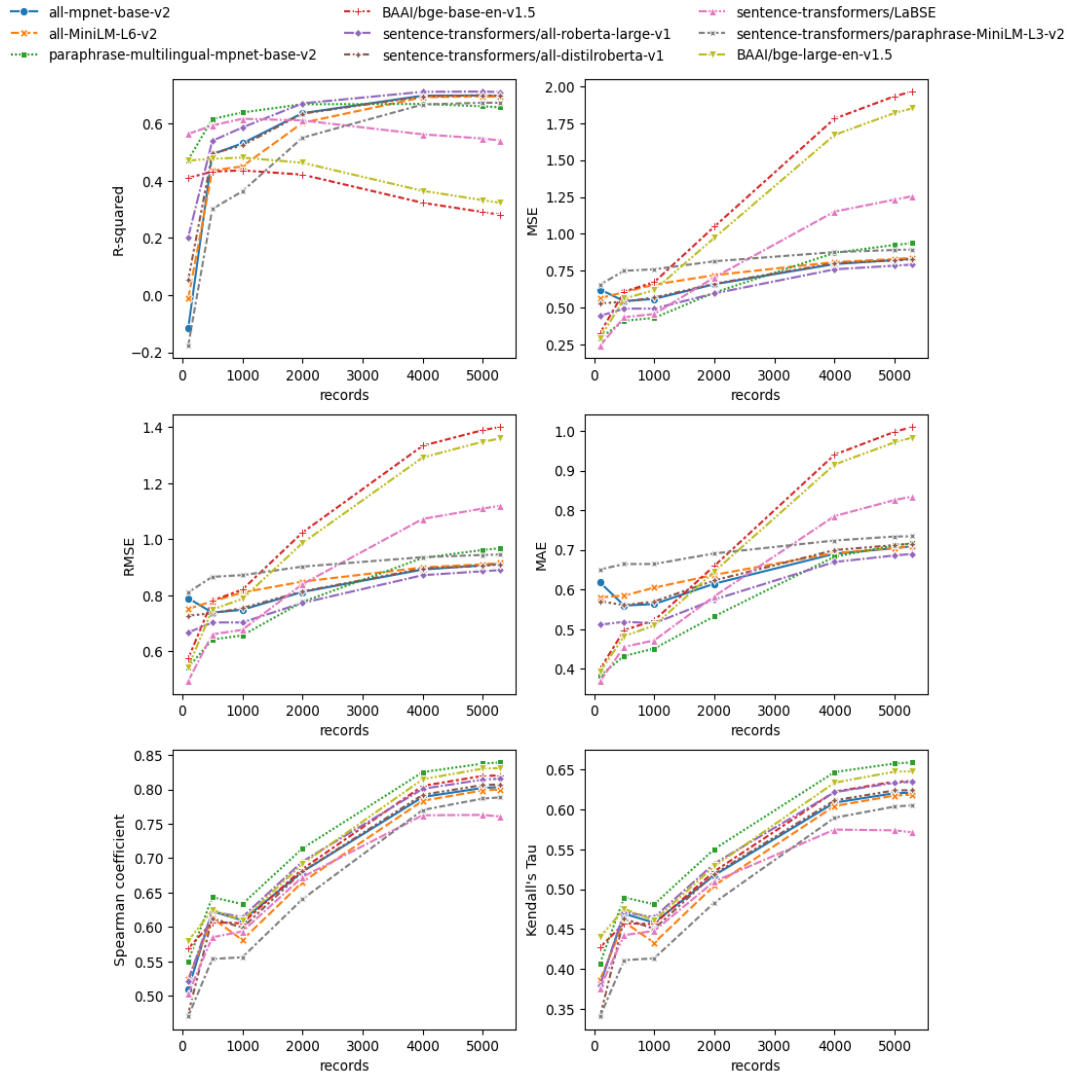 all-mpnet-base-v2 BAAI/bge-base-en-v1.5 sentence-transformers/LaBSE
all-MiniLM-L6-v2 sentence-transformers/all-roberta-large-v1 sentence-transformers/paraphrase-MiniLM-L3-v2
paraphrase-multilingual-mpnet-base-v2 sentence-transformers/all-distilroberta-v1 BAAI/bge-large-en-v1.5
R-squared
0.6
0.4
0.2
0.0
−0.2
0 1000 2000 3000 4000 5000
records
MSE
2.00
1.75
1.50
1.25
1.00
0.75
0.50
0.25
0 1000 2000 3000 4000 5000
records
RMSE
1.4
1.2
1.0
0.8
0.6
0 1000 2000 3000 4000 5000
records
MAE
1.0
0.9
0.8
0.7
0.6
0.5
0.4
0 1000 2000 3000 4000 5000
records
Spearman coefficient
0.85
0.80
0.75
0.70
0.65
0.60
0.55
0.50
0 1000 2000 3000 4000 5000
records
Kendall's Tau
0.65
0.60
0.55
0.50
0.45
0.40
0.35
0 1000 2000 3000 4000 5000
records